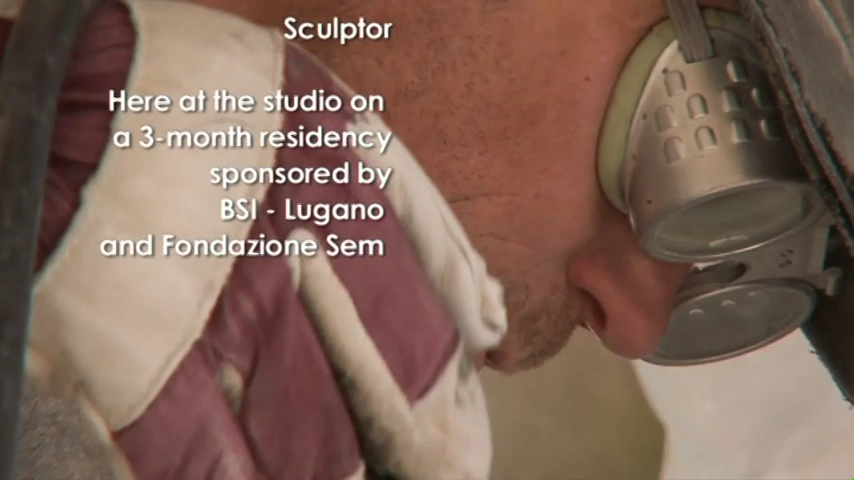 Sculptor
Here at the studio on
a 3-month residency
sponsored by
BSI - Lugano
and Fondazione Sem